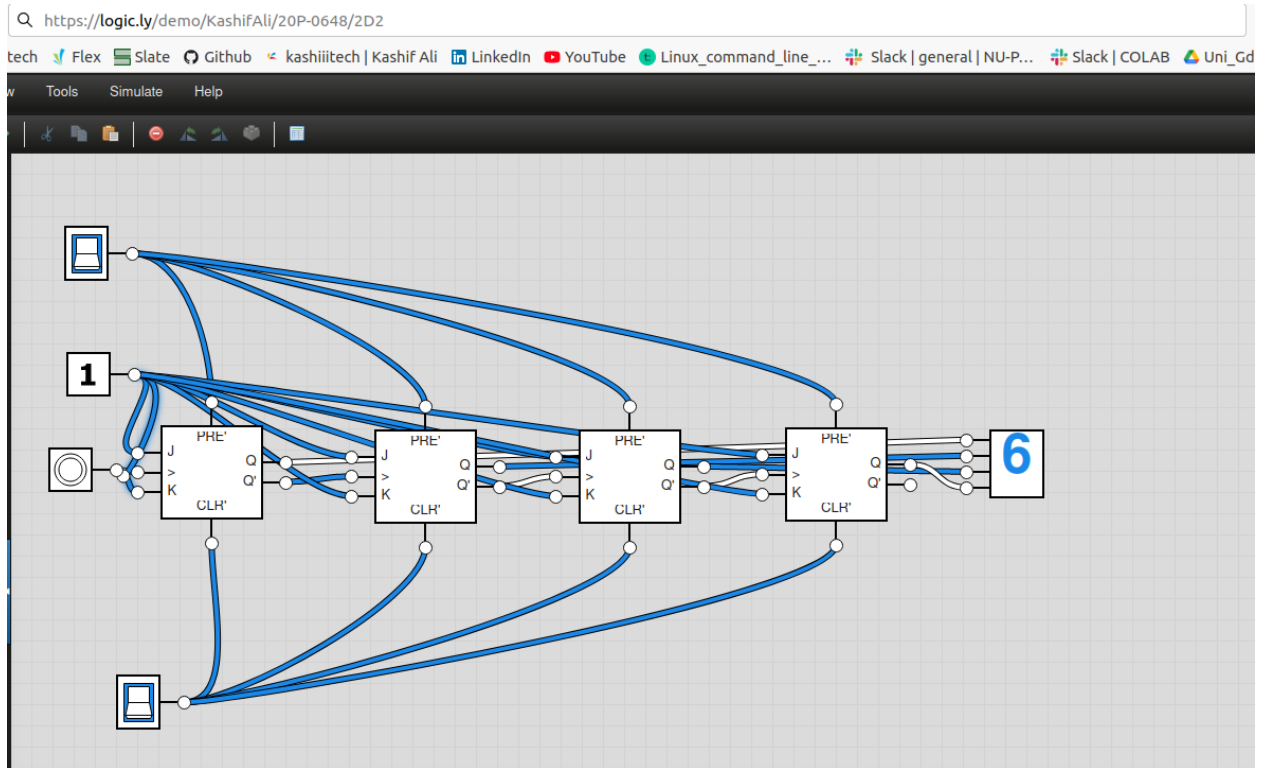 https://logic.ly/demo/KashifAli/20P-0648/2D2
tech Flex Slate Github kashiiitech | Kashif Ali LinkedIn YouTube Linux_command_line_... Slack | general | NU-P... Slack | COLAB Uni_Gd
w Tools Simulate Help
1
PRE' PRE' PRE' PRE'
J Q J Q J Q J Q
> Q' > Q' > Q' > Q'
K K K K
CLR' CLR' CLR' CLR'
6